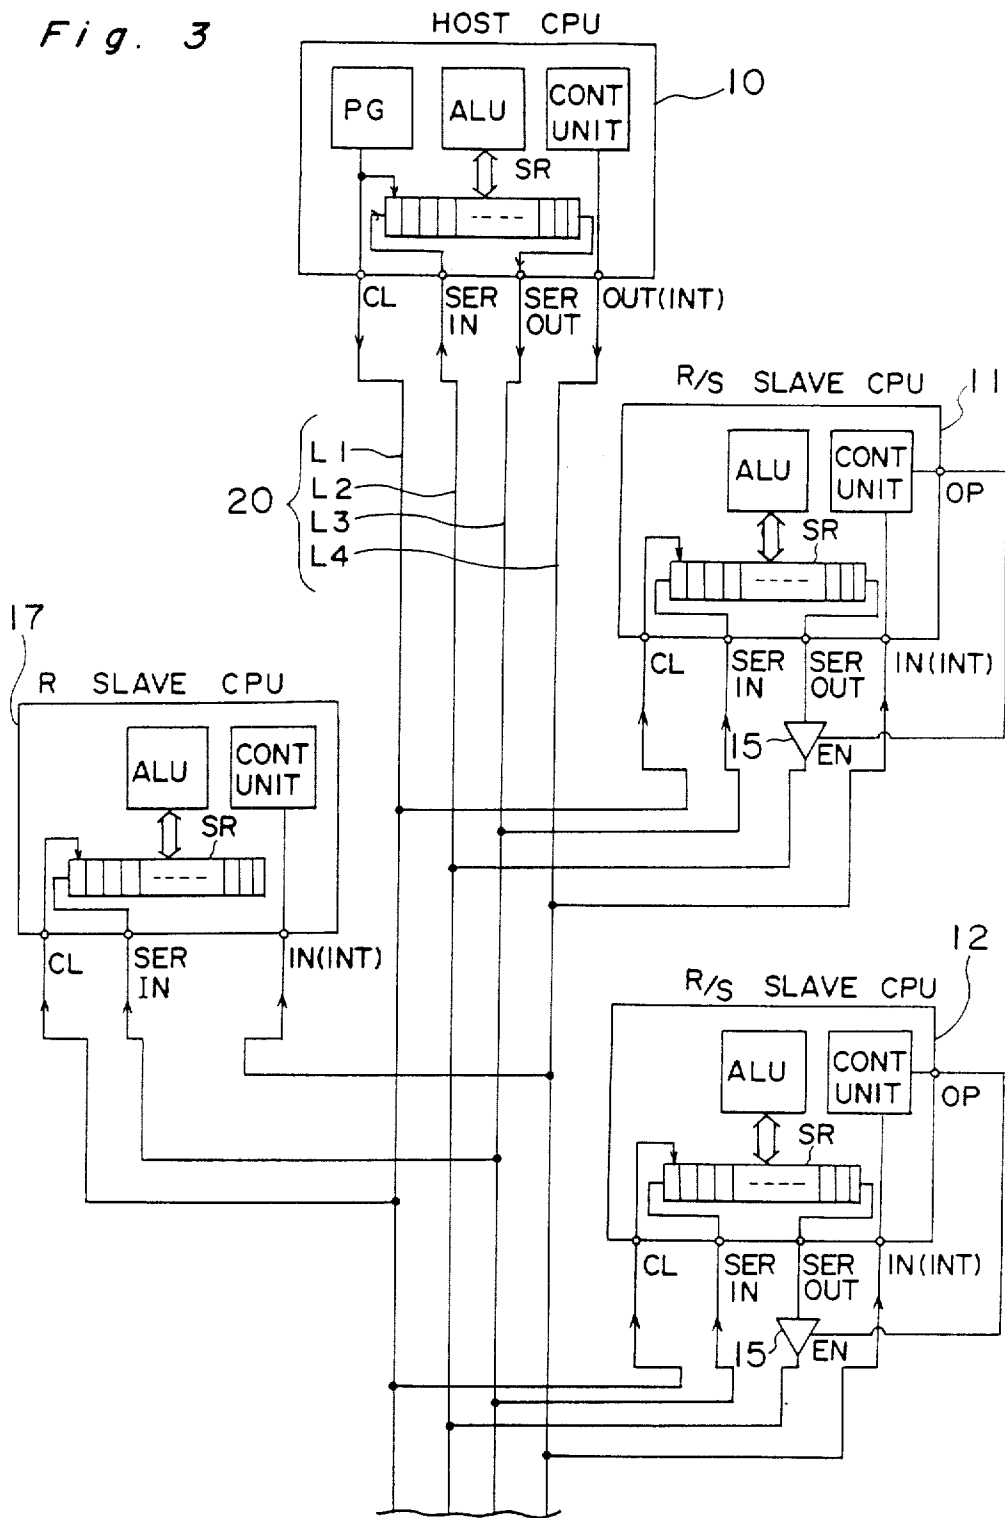 Fig. 3
HOST CPU
10
PG
ALU
CONT
UNIT
SR
CL
SER
IN
SER
OUT
OUT(INT)
20
L1
L2
L3
L4
R/S SLAVE CPU
11
ALU
CONT
UNIT
OP
SR
CL
SER
IN
SER
OUT
IN(INT)
15
EN
17
R SLAVE CPU
ALU
CONT
UNIT
SR
CL
SER
IN
IN(INT)
12
R/S SLAVE CPU
ALU
CONT
UNIT
OP
SR
CL
SER
IN
SER
OUT
IN(INT)
15
EN